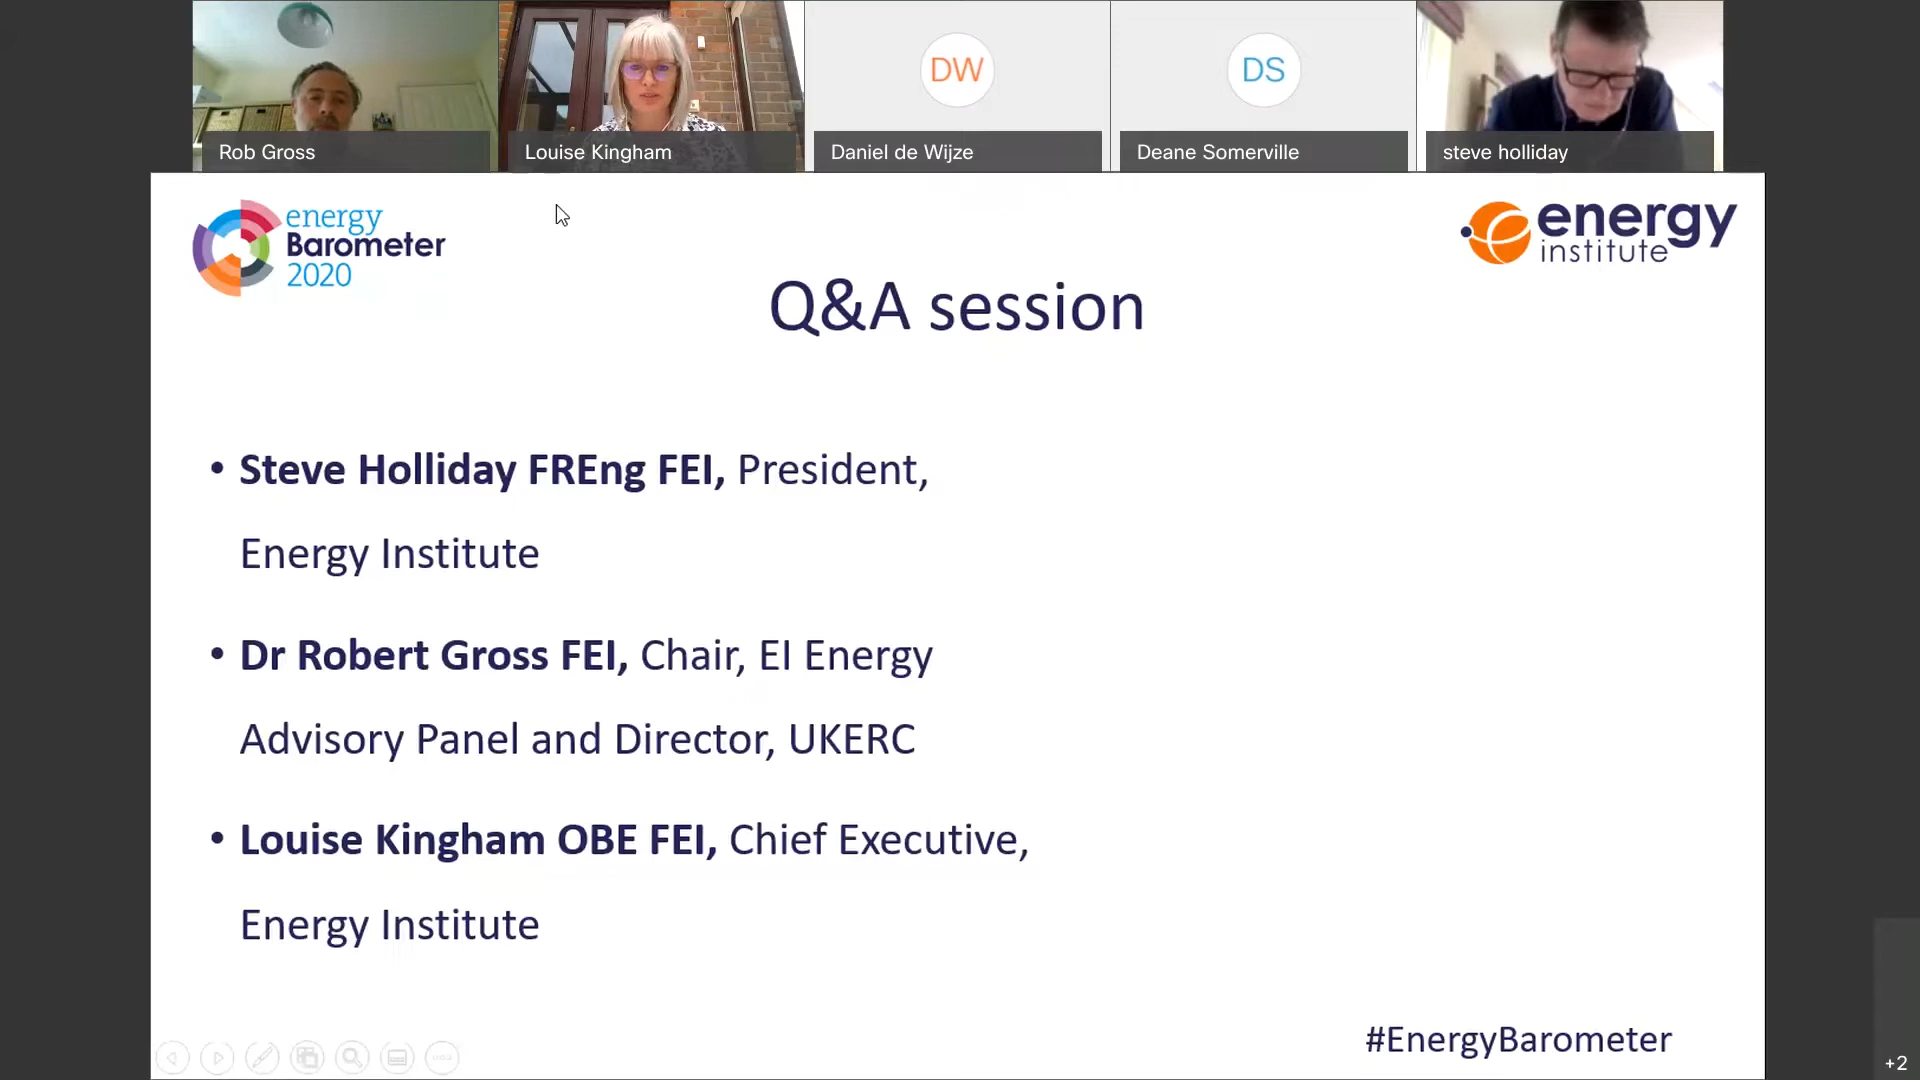 Rob Gross
Louise Kingham
DW
Daniel de Wijze
DS
Deane Somerville
steve holliday
energy
Barometer
2020
energy
institute
Q&A session
• Steve Holliday FREng FEI, President,
Energy Institute
• Dr Robert Gross FEI, Chair, EI Energy
Advisory Panel and Director, UKERC
• Louise Kingham OBE FEI, Chief Executive,
Energy Institute
#EnergyBarometer
+2